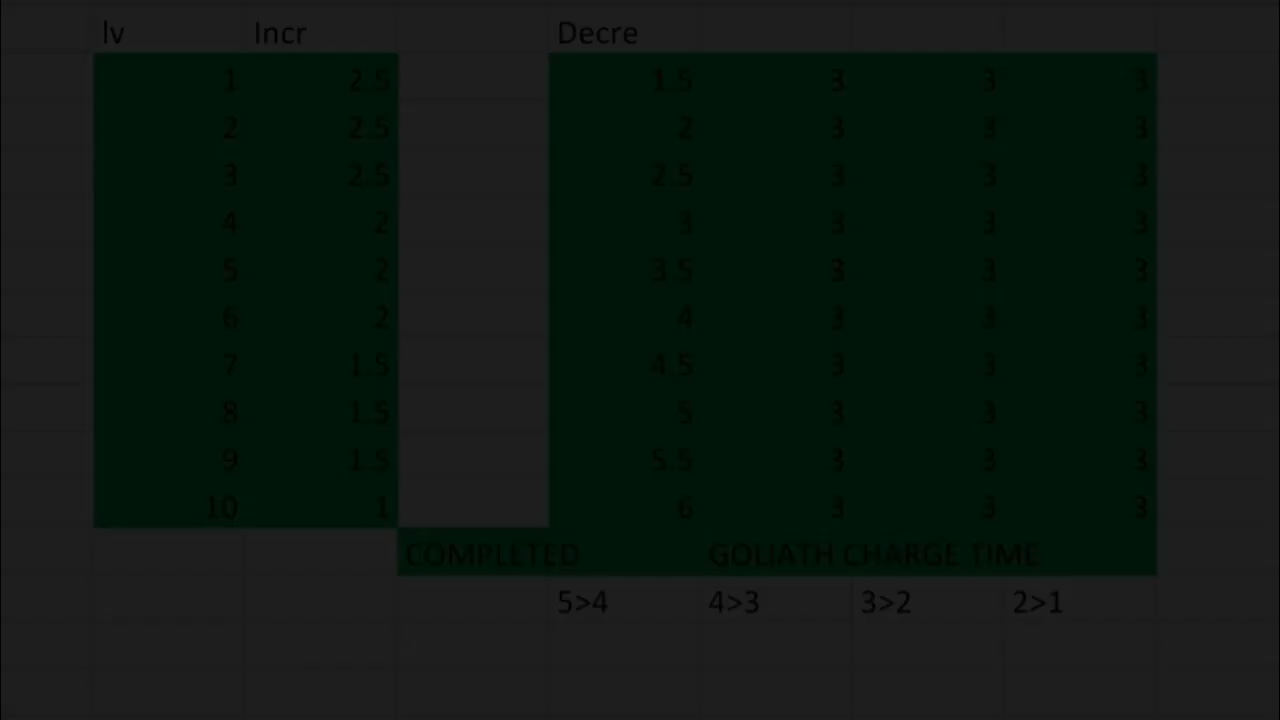 lv Incr Decre
1 2.5 1.5 3 3 3
2 2.5 2 3 3 3
3 2.5 2.5 3 3 3
4 2 3 3 3 3
5 2 3.5 3 3 3
6 2 4 3 3 3
7 1.5 4.5 3 3 3
8 1.5 5 3 3 3
9 1.5 5.5 3 3 3
10 1 6 3 3 3
COMPLETED GOLIATH CHARGE TIME
5>4 4>3 3>2 2>1